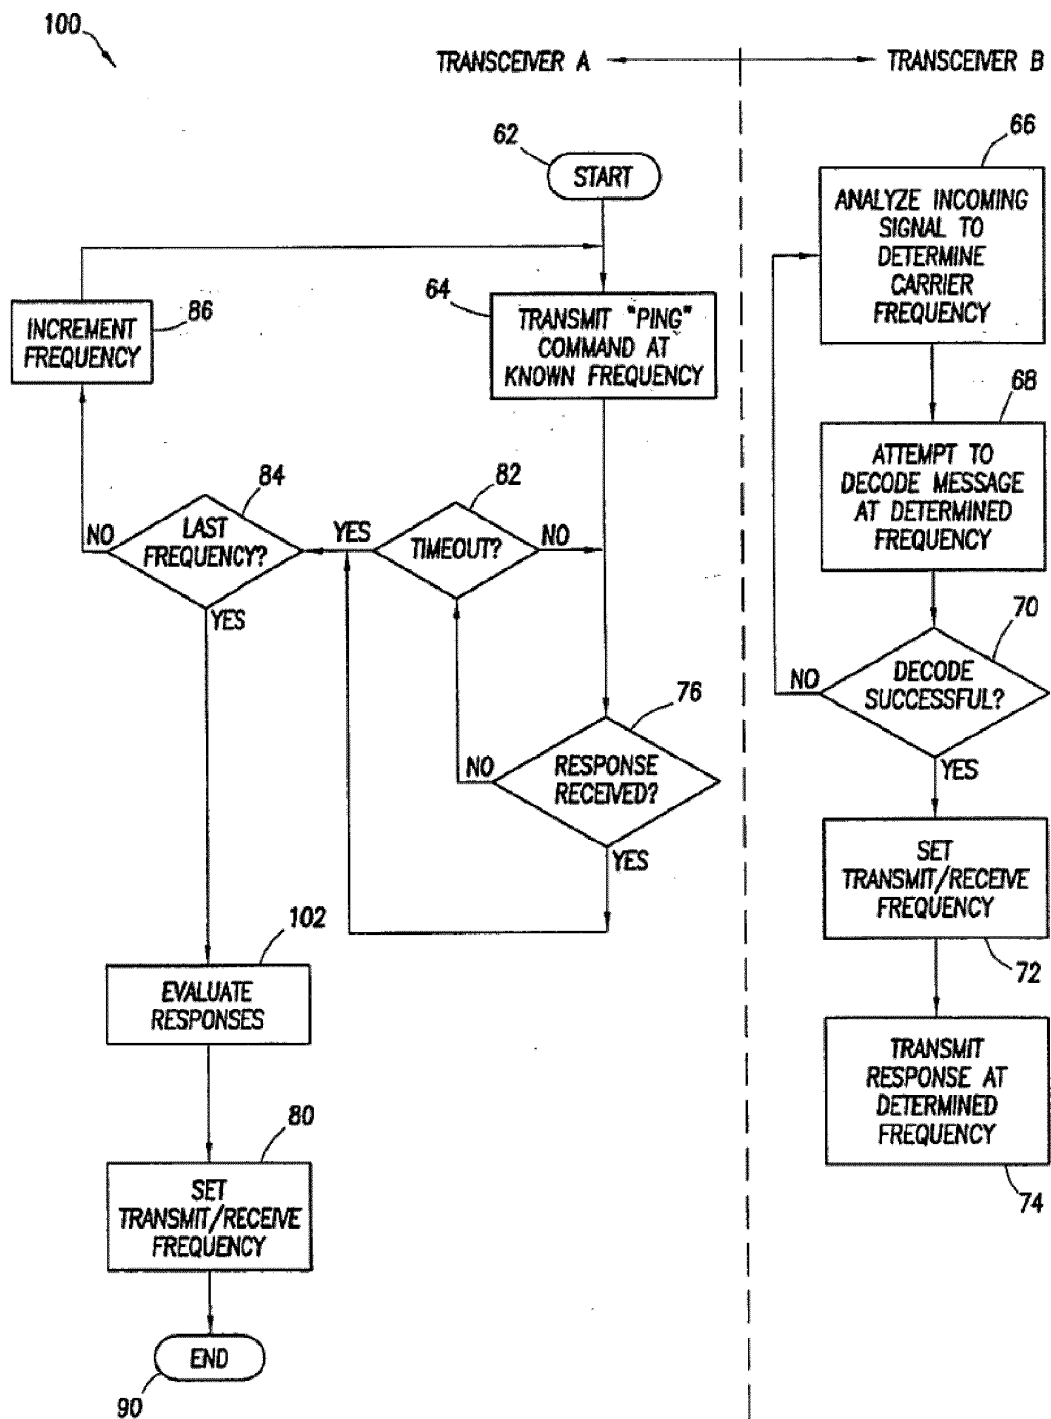 100
TRANSCEIVER A
TRANSCEIVER B
62
START
66
ANALYZE INCOMING
SIGNAL TO
DETERMINE
CARRIER
FREQUENCY
64
TRANSMIT "PING"
COMMAND AT
KNOWN FREQUENCY
86
INCREMENT
FREQUENCY
68
ATTEMPT TO
DECODE MESSAGE
AT DETERMINED
FREQUENCY
84
LAST
FREQUENCY?
NO
YES
82
TIMEOUT?
YES
NO
70
DECODE
SUCCESSFUL?
NO
YES
76
RESPONSE
RECEIVED?
NO
YES
SET
TRANSMIT/RECEIVE
FREQUENCY
72
102
EVALUATE
RESPONSES
TRANSMIT
RESPONSE AT
DETERMINED
FREQUENCY
74
80
SET
TRANSMIT/RECEIVE
FREQUENCY
END
90